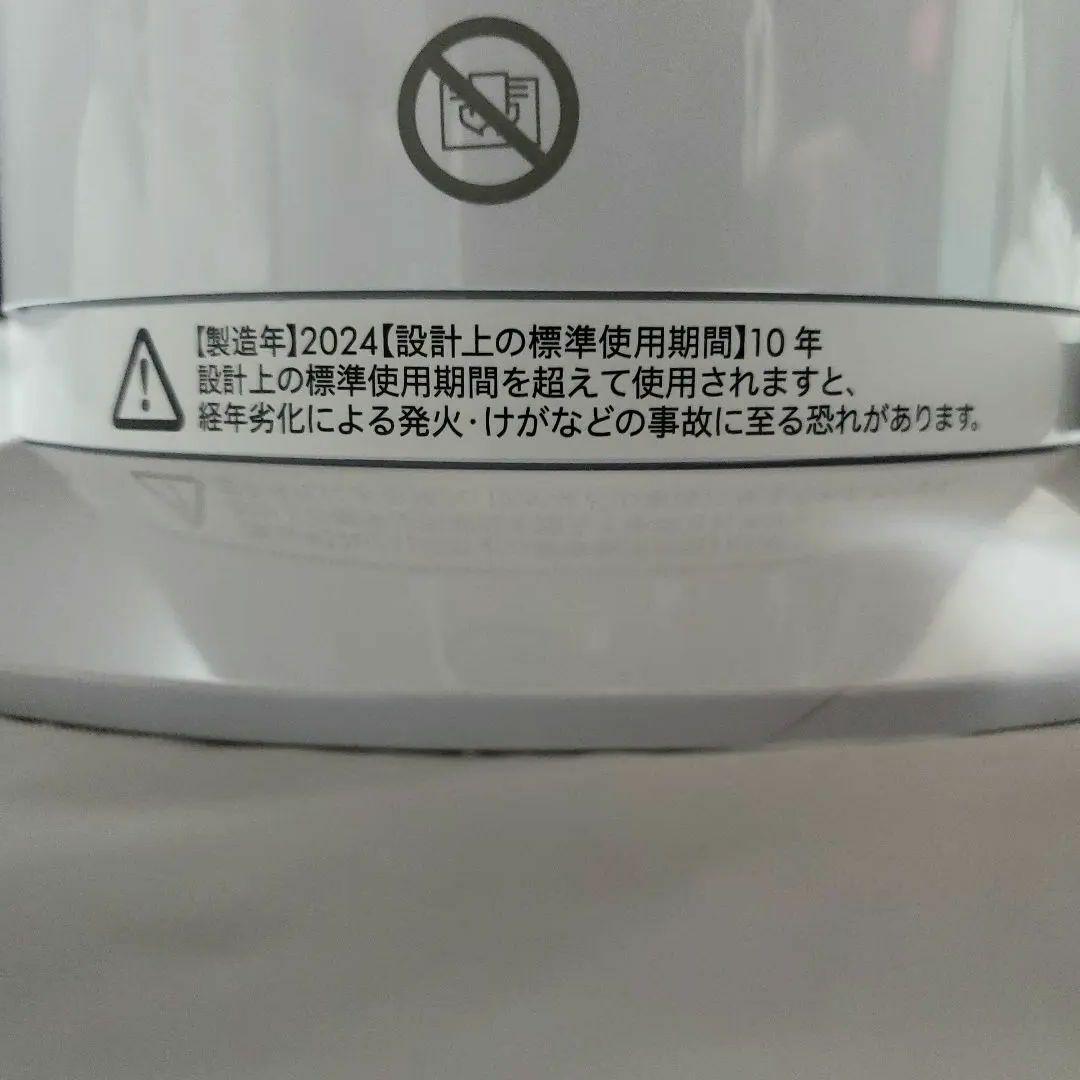 【製造年】2024【設計上の標準使用期間】10 年
設計上の標準使用期間を超えて使用されますと、
経年劣化による発火・けがなどの事故に至る恐れがあります。